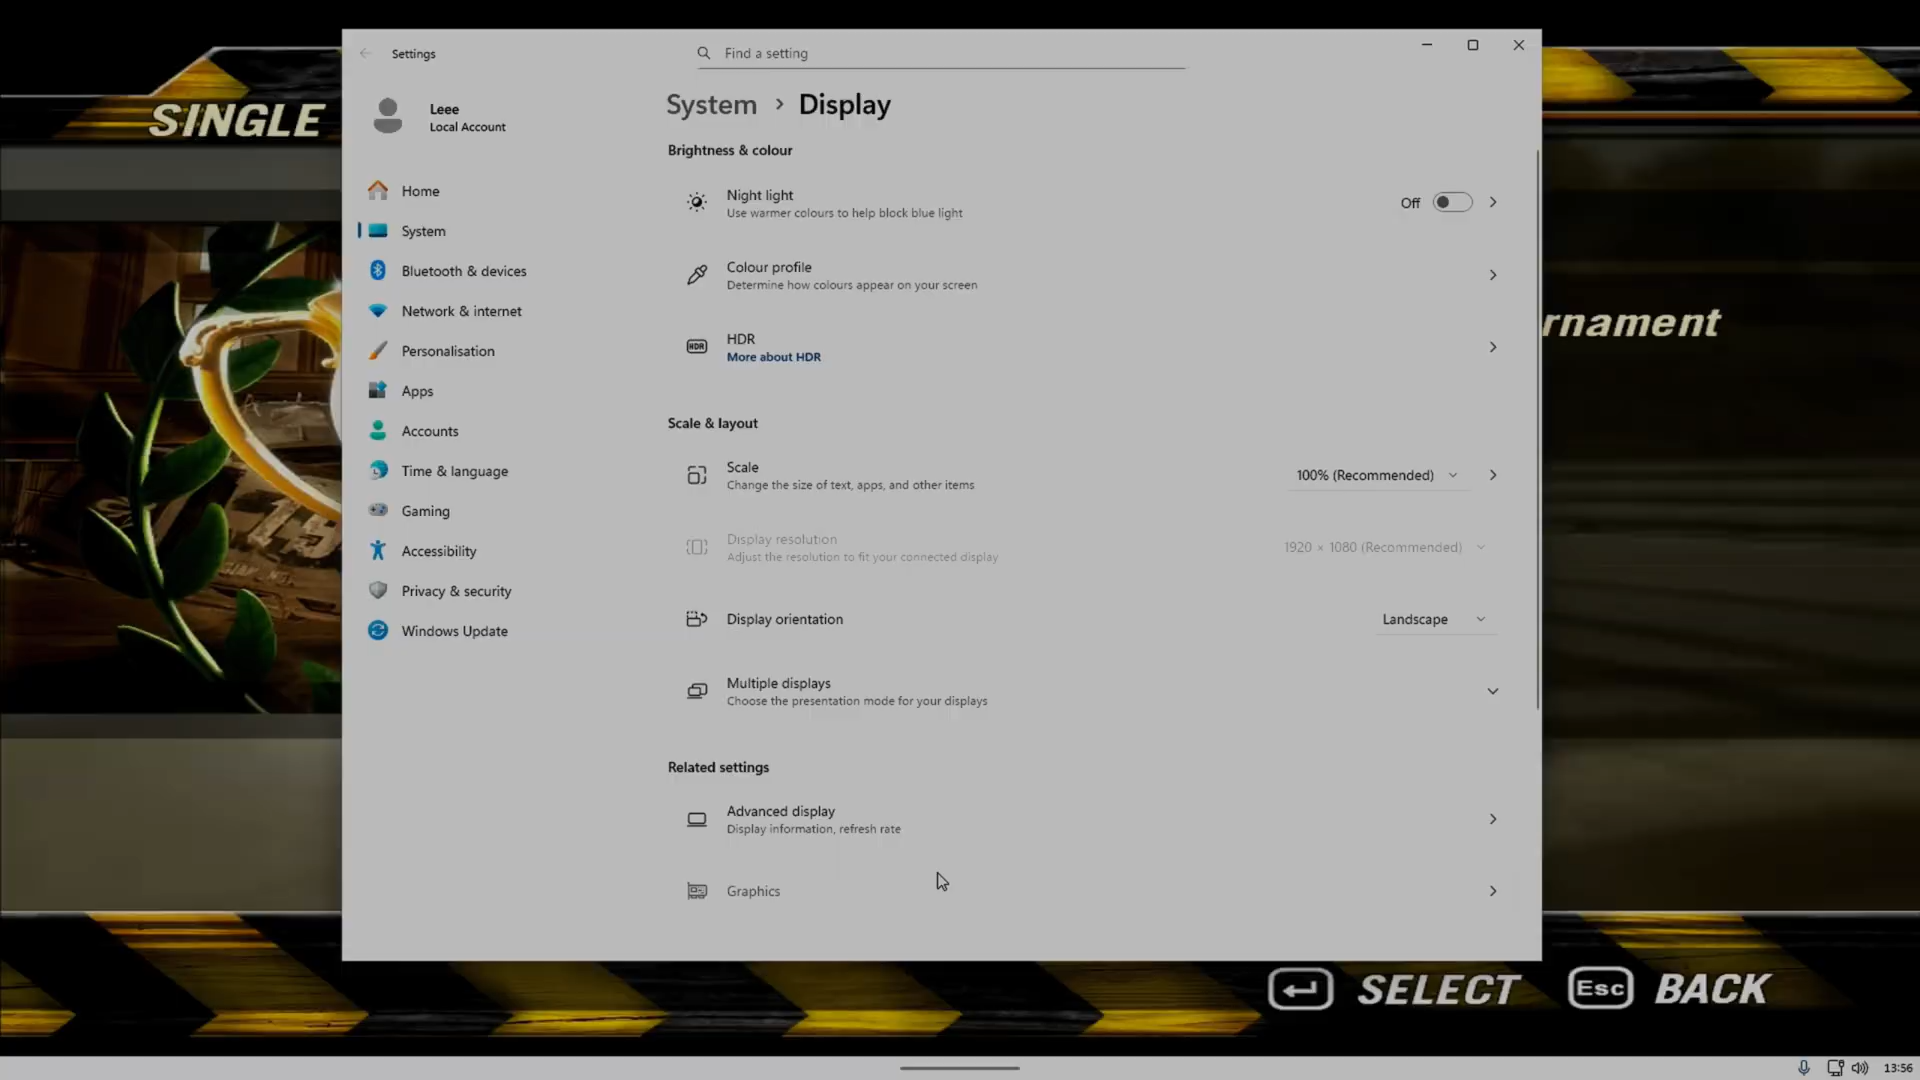 Settings
Find a setting
SINGLE
Leee
Local Account
System > Display
Home
System
Bluetooth & devices
Network & internet
Personalisation
Apps
Accounts
Time & language
Gaming
Accessibility
Privacy & security
Windows Update
Brightness & colour
Night light
Use warmer colours to help block blue light
Off
Colour profile
Determine how colours appear on your screen
HDR
HDR
More about HDR
Scale & layout
Scale
Change the size of text, apps, and other items
100% (Recommended)
Display resolution
Adjust the resolution to fit your connected display
1920 × 1080 (Recommended)
Display orientation
Landscape
Multiple displays
Choose the presentation mode for your displays
Related settings
Advanced display
Display information, refresh rate
Graphics
rnament
SELECT
Esc BACK
13:56